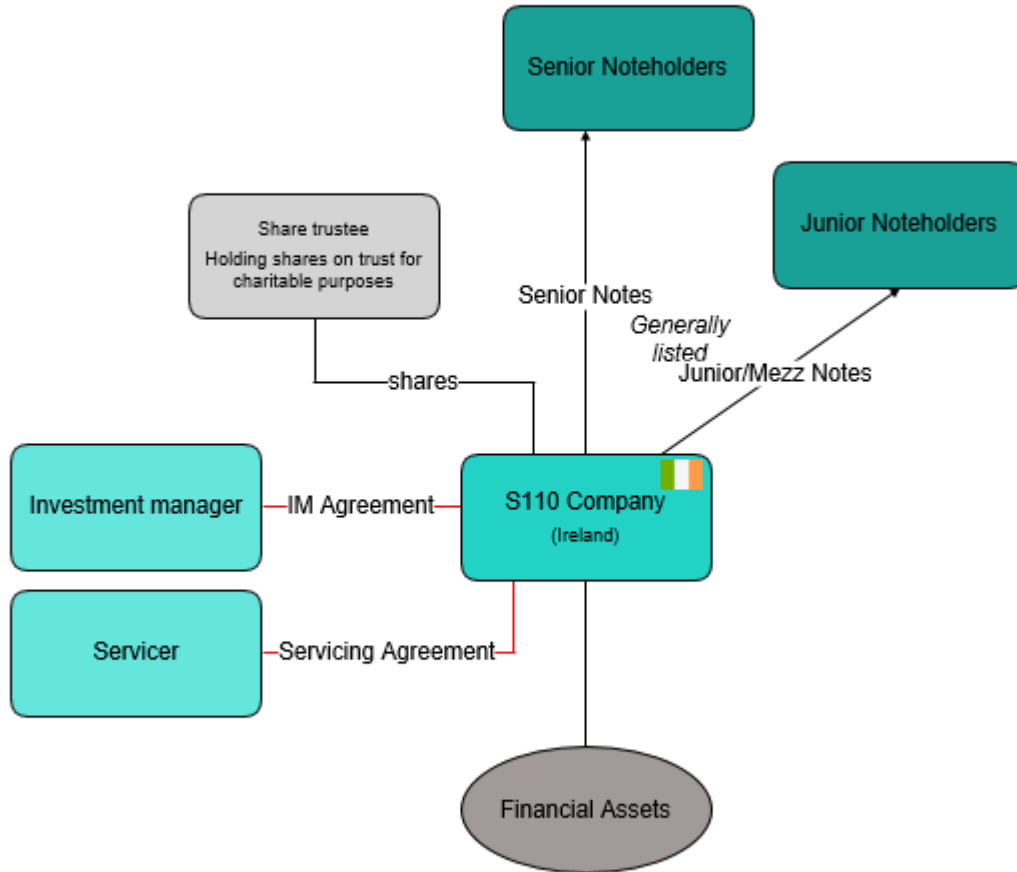 Senior Noteholders
Junior Noteholders
Share trustee
Holding shares on trust for
charitable purposes
Senior Notes
Generally
listed
Junior/Mezz Notes
shares
Investment manager
IM Agreement
S110 Company
(Ireland)
Servicer
Servicing Agreement
Financial Assets